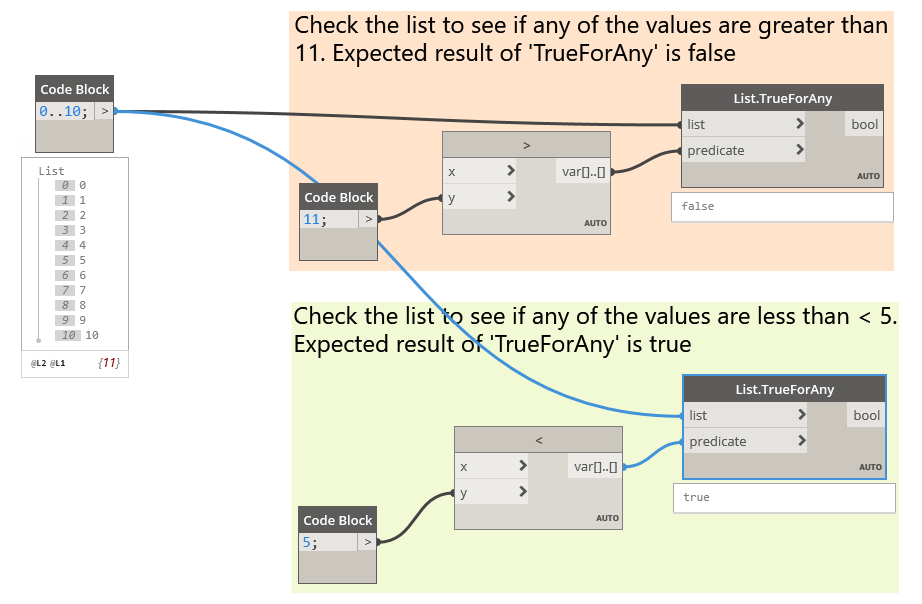 Check the list to see if any of the values are greater than
11. Expected result of 'TrueForAny' is false
Code Block
0..10; >
List
0 0
1 1
2 2
3 3
4 4
5 5
6 6
7 7
8 8
9 9
10 10
@L2 @L1 {11}
>
x >
var[]..[]
y >
AUTO
Code Block
11; >
List.TrueForAny
list >
bool
predicate >
AUTO
false
Check the list to see if any of the values are less than < 5.
Expected result of 'TrueForAny' is true
<
x >
var[]..[]
y >
AUTO
Code Block
5; >
List.TrueForAny
list >
bool
predicate >
AUTO
true